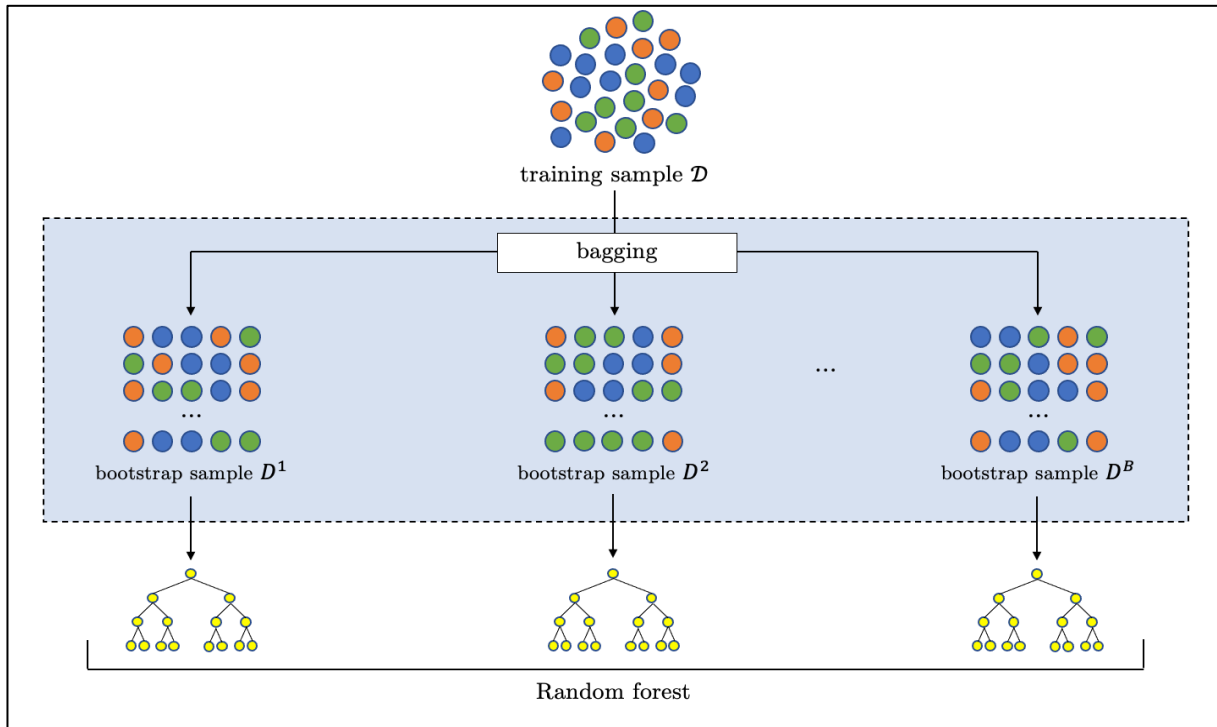 training sample 𝒟
bagging
...
... ... ...
bootstrap sample D¹ bootstrap sample D² bootstrap sample Dᴮ
Random forest